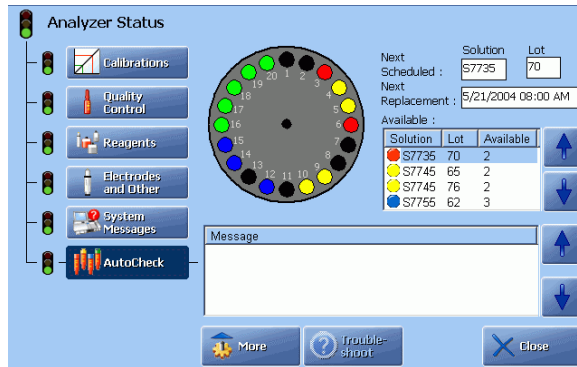 Analyzer Status
Calibrations
Quality
Control
Reagents
Electrodes
and Other
System
Messages
AutoCheck
1
2
3
4
5
6
7
8
9
10
11
12
13
14
15
16
17
18
19
20
Solution Lot
Next
Scheduled : S7735 70
Next
Replacement : 5/21/2004 08:00 AM
Available :
Solution Lot Available
S7735 70 2
S7745 65 2
S7745 76 2
S7755 62 3
Message
More
Trouble-
shoot
Close